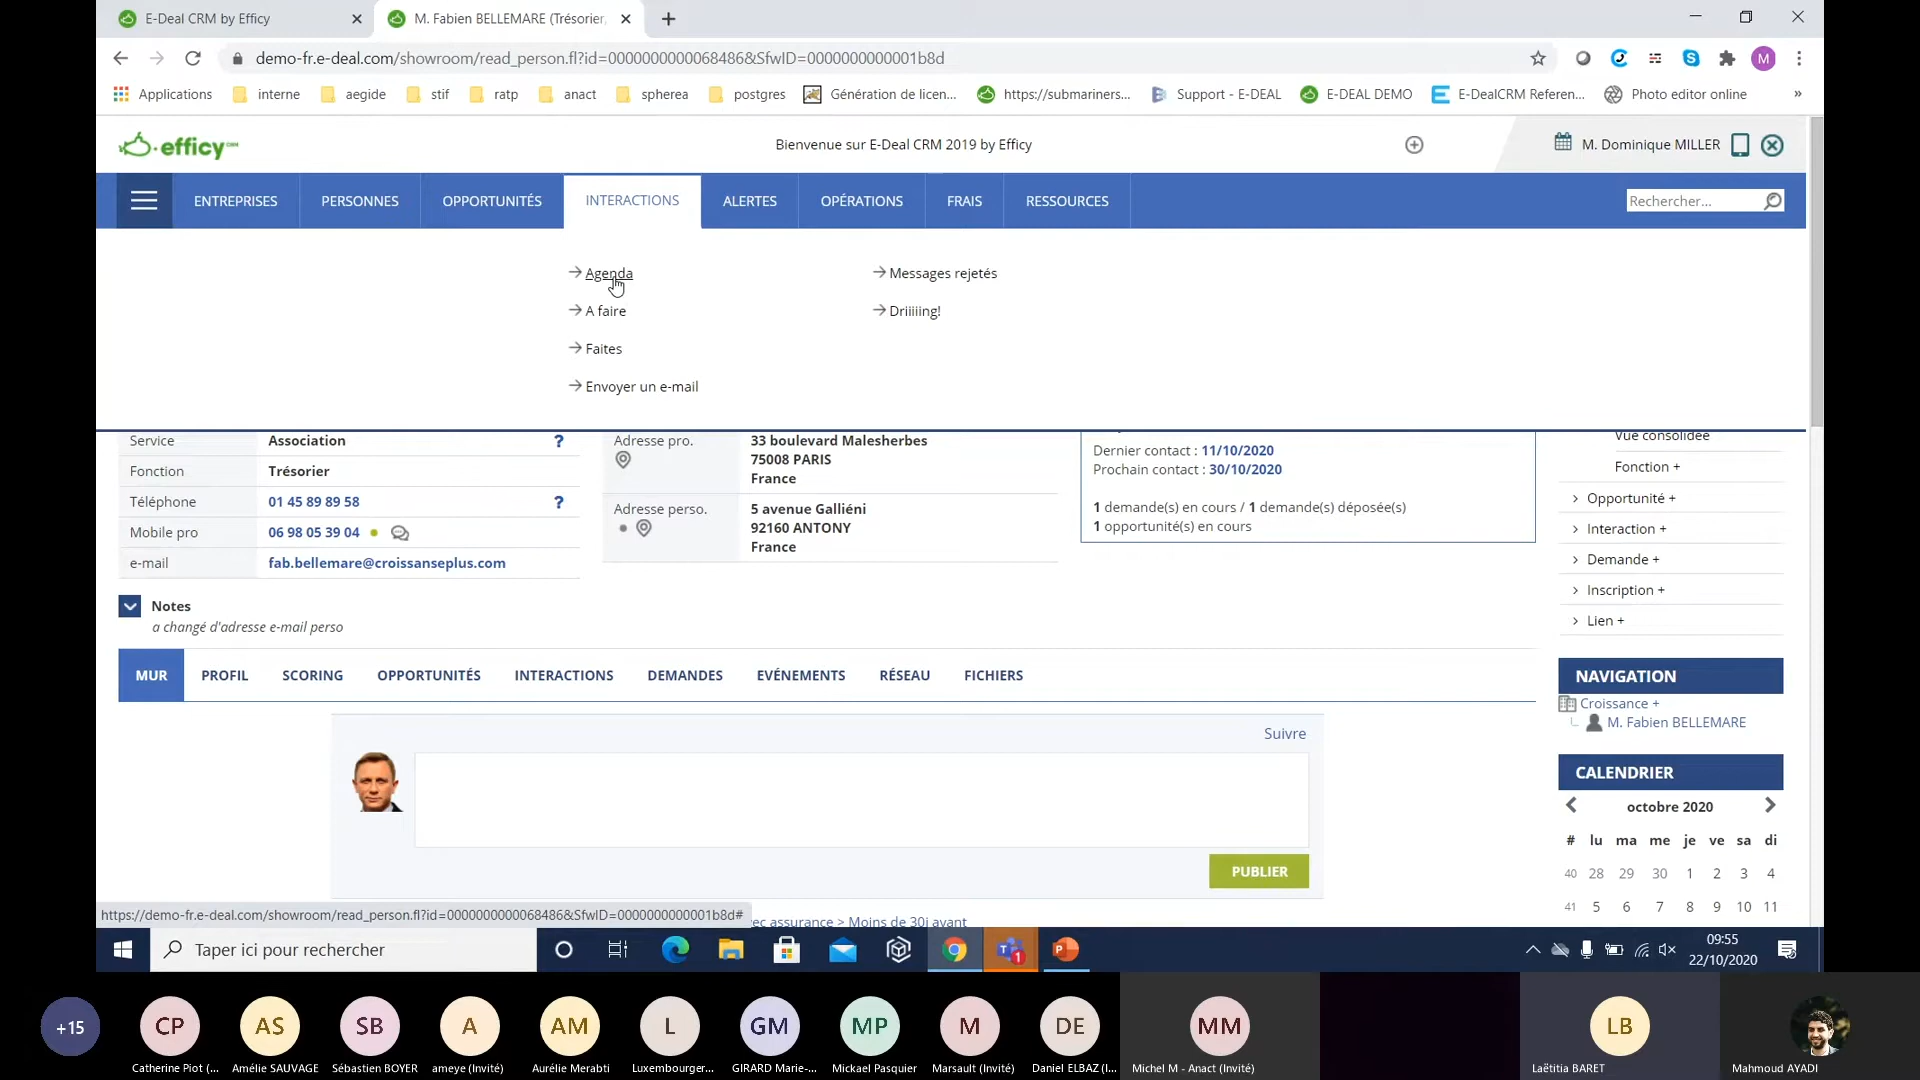 E-Deal CRM by Efficy
M. Fabien BELLEMARE (Trésorier,
demo-fr.e-deal.com/showroom/read_person.fl?id=0000000000068486&SfwID=0000000000001b8d
M
Applications
interne
aegide
stif
ratp
anact
spherea
postgres
Génération de licen...
https://submariners...
Support - E-DEAL
E-DEAL DEMO
E-DealCRM Referen...
Photo editor online
»
efficy CRM
Bienvenue sur E-Deal CRM 2019 by Efficy
M. Dominique MILLER
ENTREPRISES
PERSONNES
OPPORTUNITÉS
INTERACTIONS
ALERTES
OPÉRATIONS
FRAIS
RESSOURCES
Rechercher...
Agenda
A faire
Faites
Envoyer un e-mail
Messages rejetés
Driiiiing!
Service
Association
?
Fonction
Trésorier
Téléphone
01 45 89 89 58
?
Mobile pro
06 98 05 39 04
e-mail
fab.bellemare@croissanseplus.com
Adresse pro.
33 boulevard Malesherbes
75008 PARIS
France
Adresse perso.
5 avenue Galliéni
92160 ANTONY
France
Dernier contact : 11/10/2020
Prochain contact : 30/10/2020
1 demande(s) en cours / 1 demande(s) déposée(s)
1 opportunité(s) en cours
Vue consolidée
Fonction +
Opportunité +
Interaction +
Demande +
Inscription +
Lien +
Notes
a changé d'adresse e-mail perso
MUR
PROFIL
SCORING
OPPORTUNITÉS
INTERACTIONS
DEMANDES
EVÉNEMENTS
RÉSEAU
FICHIERS
Suivre
PUBLIER
assurance > Moins de 30j avant
NAVIGATION
Croissance +
M. Fabien BELLEMARE
CALENDRIER
octobre 2020
# lu ma me je ve sa di
40 28 29 30 1 2 3 4
41 5 6 7 8 9 10 11
https://demo-fr.e-deal.com/showroom/read_person.fl?id=0000000000068486&SfwID=0000000000001b8d#
Taper ici pour rechercher
1
09:55
22/10/2020
+15
CP
Catherine Piot (...
AS
Amélie SAUVAGE
SB
Sébastien BOYER
A
ameye (Invité)
AM
Aurélie Merabti
L
Luxembourger...
GM
GIRARD Marie-...
MP
Mickael Pasquier
M
Marsault (Invité)
DE
Daniel ELBAZ (I...
MM
Michel M - Anact (Invité)
LB
Laëtitia BARET
Mahmoud AYADI